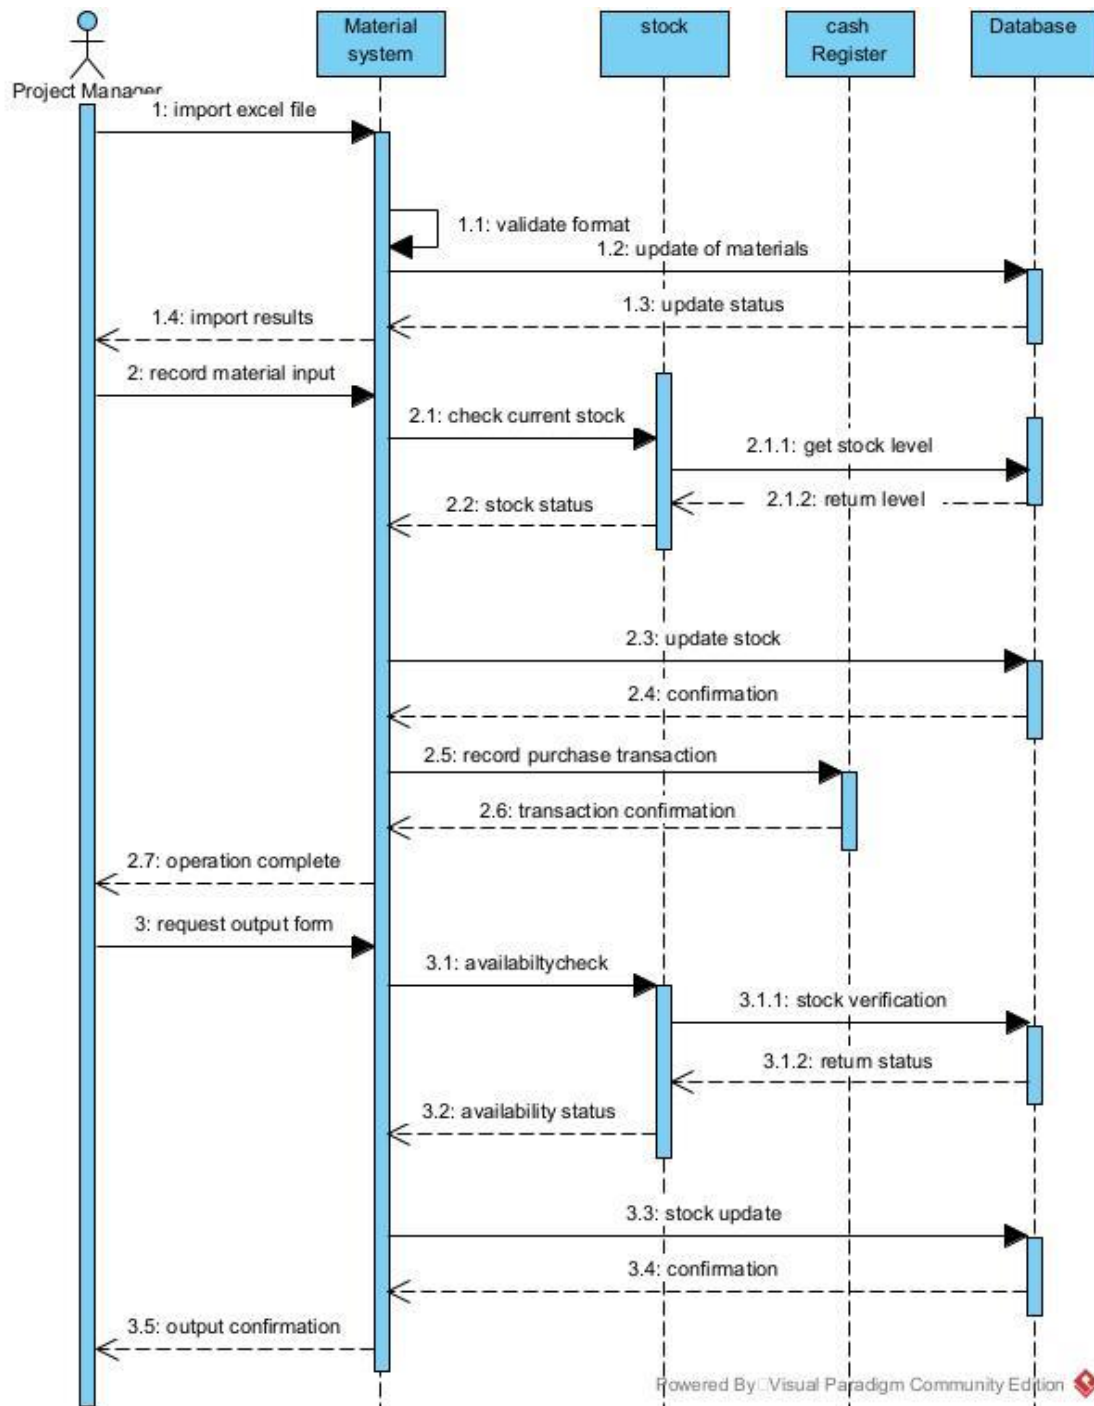 Material
system
stock
cash
Register
Database
Project Manager
1: import excel file
1.1: validate format
1.2: update of materials
1.3: update status
1.4: import results
2: record material input
2.1: check current stock
2.1.1: get stock level
2.1.2: return level
2.2: stock status
2.3: update stock
2.4: confirmation
2.5: record purchase transaction
2.6: transaction confirmation
2.7: operation complete
3: request output form
3.1: availabiltycheck
3.1.1: stock verification
3.1.2: return status
3.2: availability status
3.3: stock update
3.4: confirmation
3.5: output confirmation
Powered By Visual Paradigm Community Edition